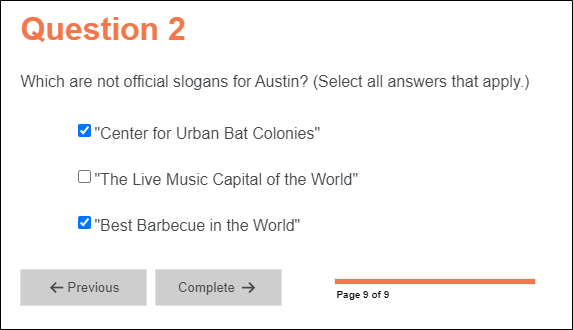 Question 2
Which are not official slogans for Austin? (Select all answers that apply.)
"Center for Urban Bat Colonies"
"The Live Music Capital of the World"
"Best Barbecue in the World"
Previous
Complete
Page 9 of 9